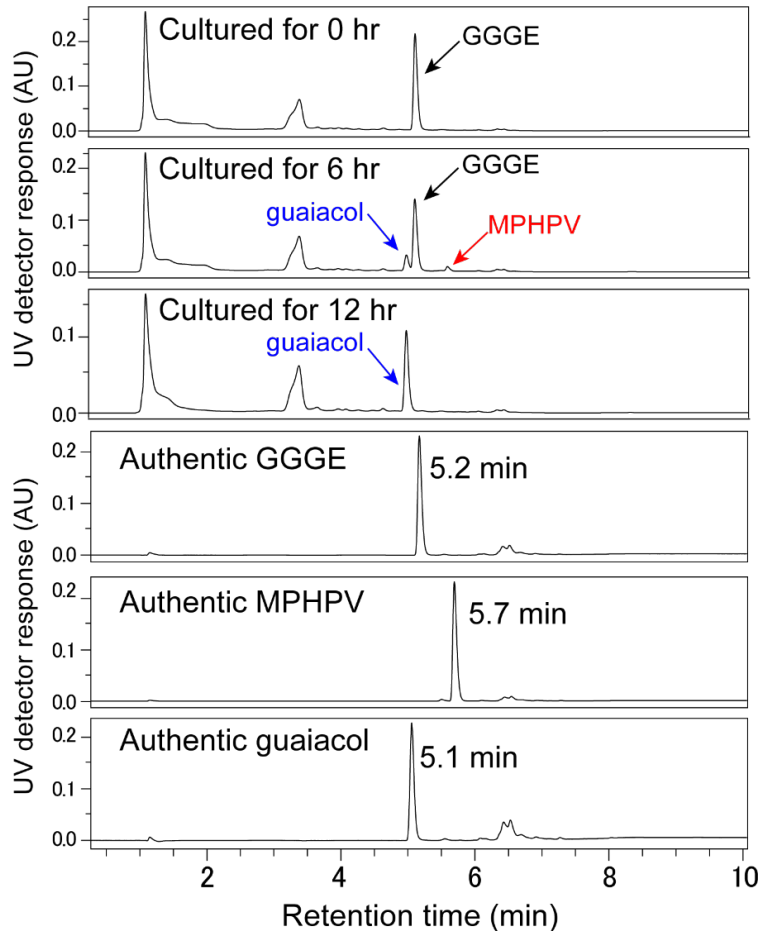 Cultured for 0 hr
GGGE
0.2
0.1
0.0
Cultured for 6 hr
GGGE
guaiacol
MPHPV
0.2
0.1
0.0
Cultured for 12 hr
guaiacol
0.1
0.0
UV detector response (AU)
Authentic GGGE
5.2 min
0.2
0.1
0.0
Authentic MPHPV
5.7 min
0.2
0.1
0.0
Authentic guaiacol
5.1 min
0.2
0.1
0.0
UV detector response (AU)
2 4 6 8 10
Retention time (min)